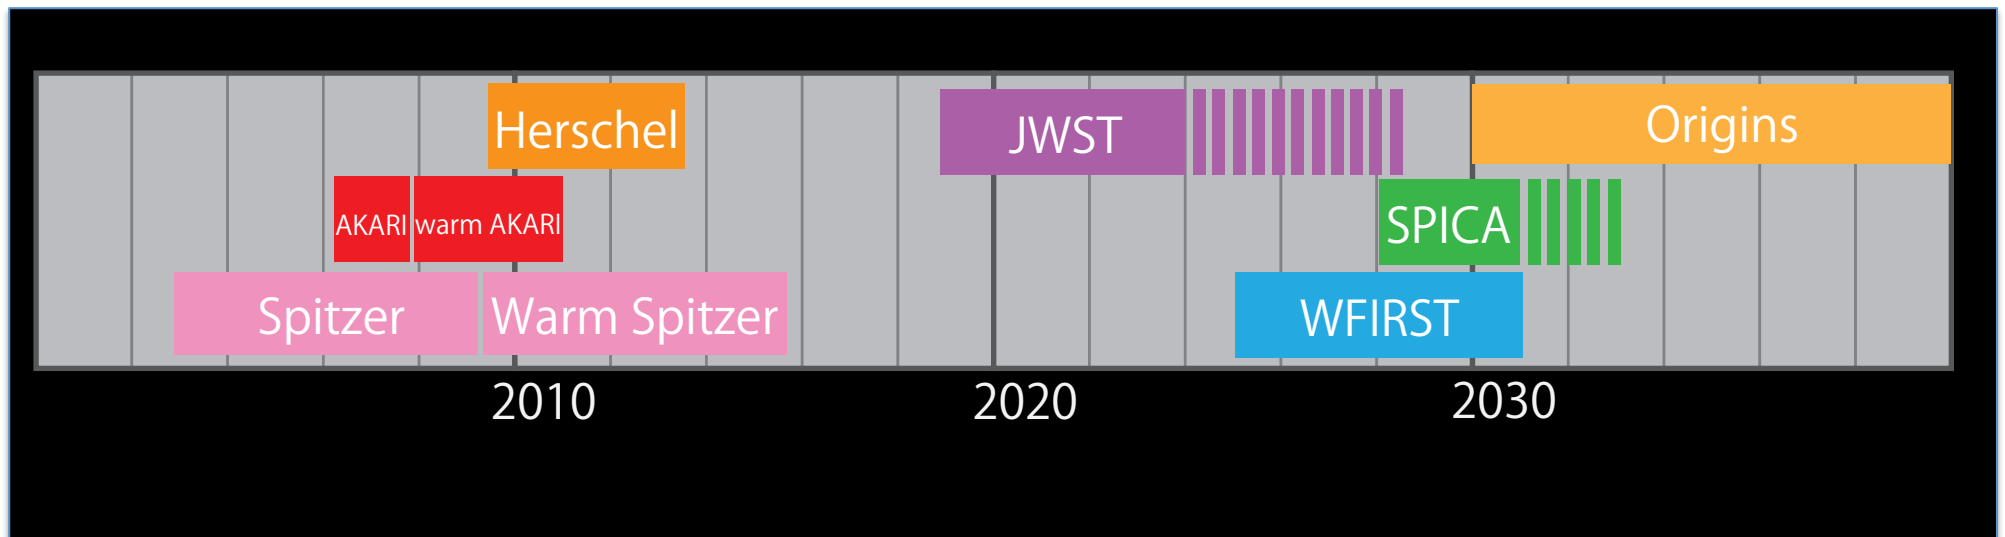 Herschel
JWST
Origins
AKARI
warm AKARI
SPICA
Spitzer
Warm Spitzer
WFIRST
2010
2020
2030